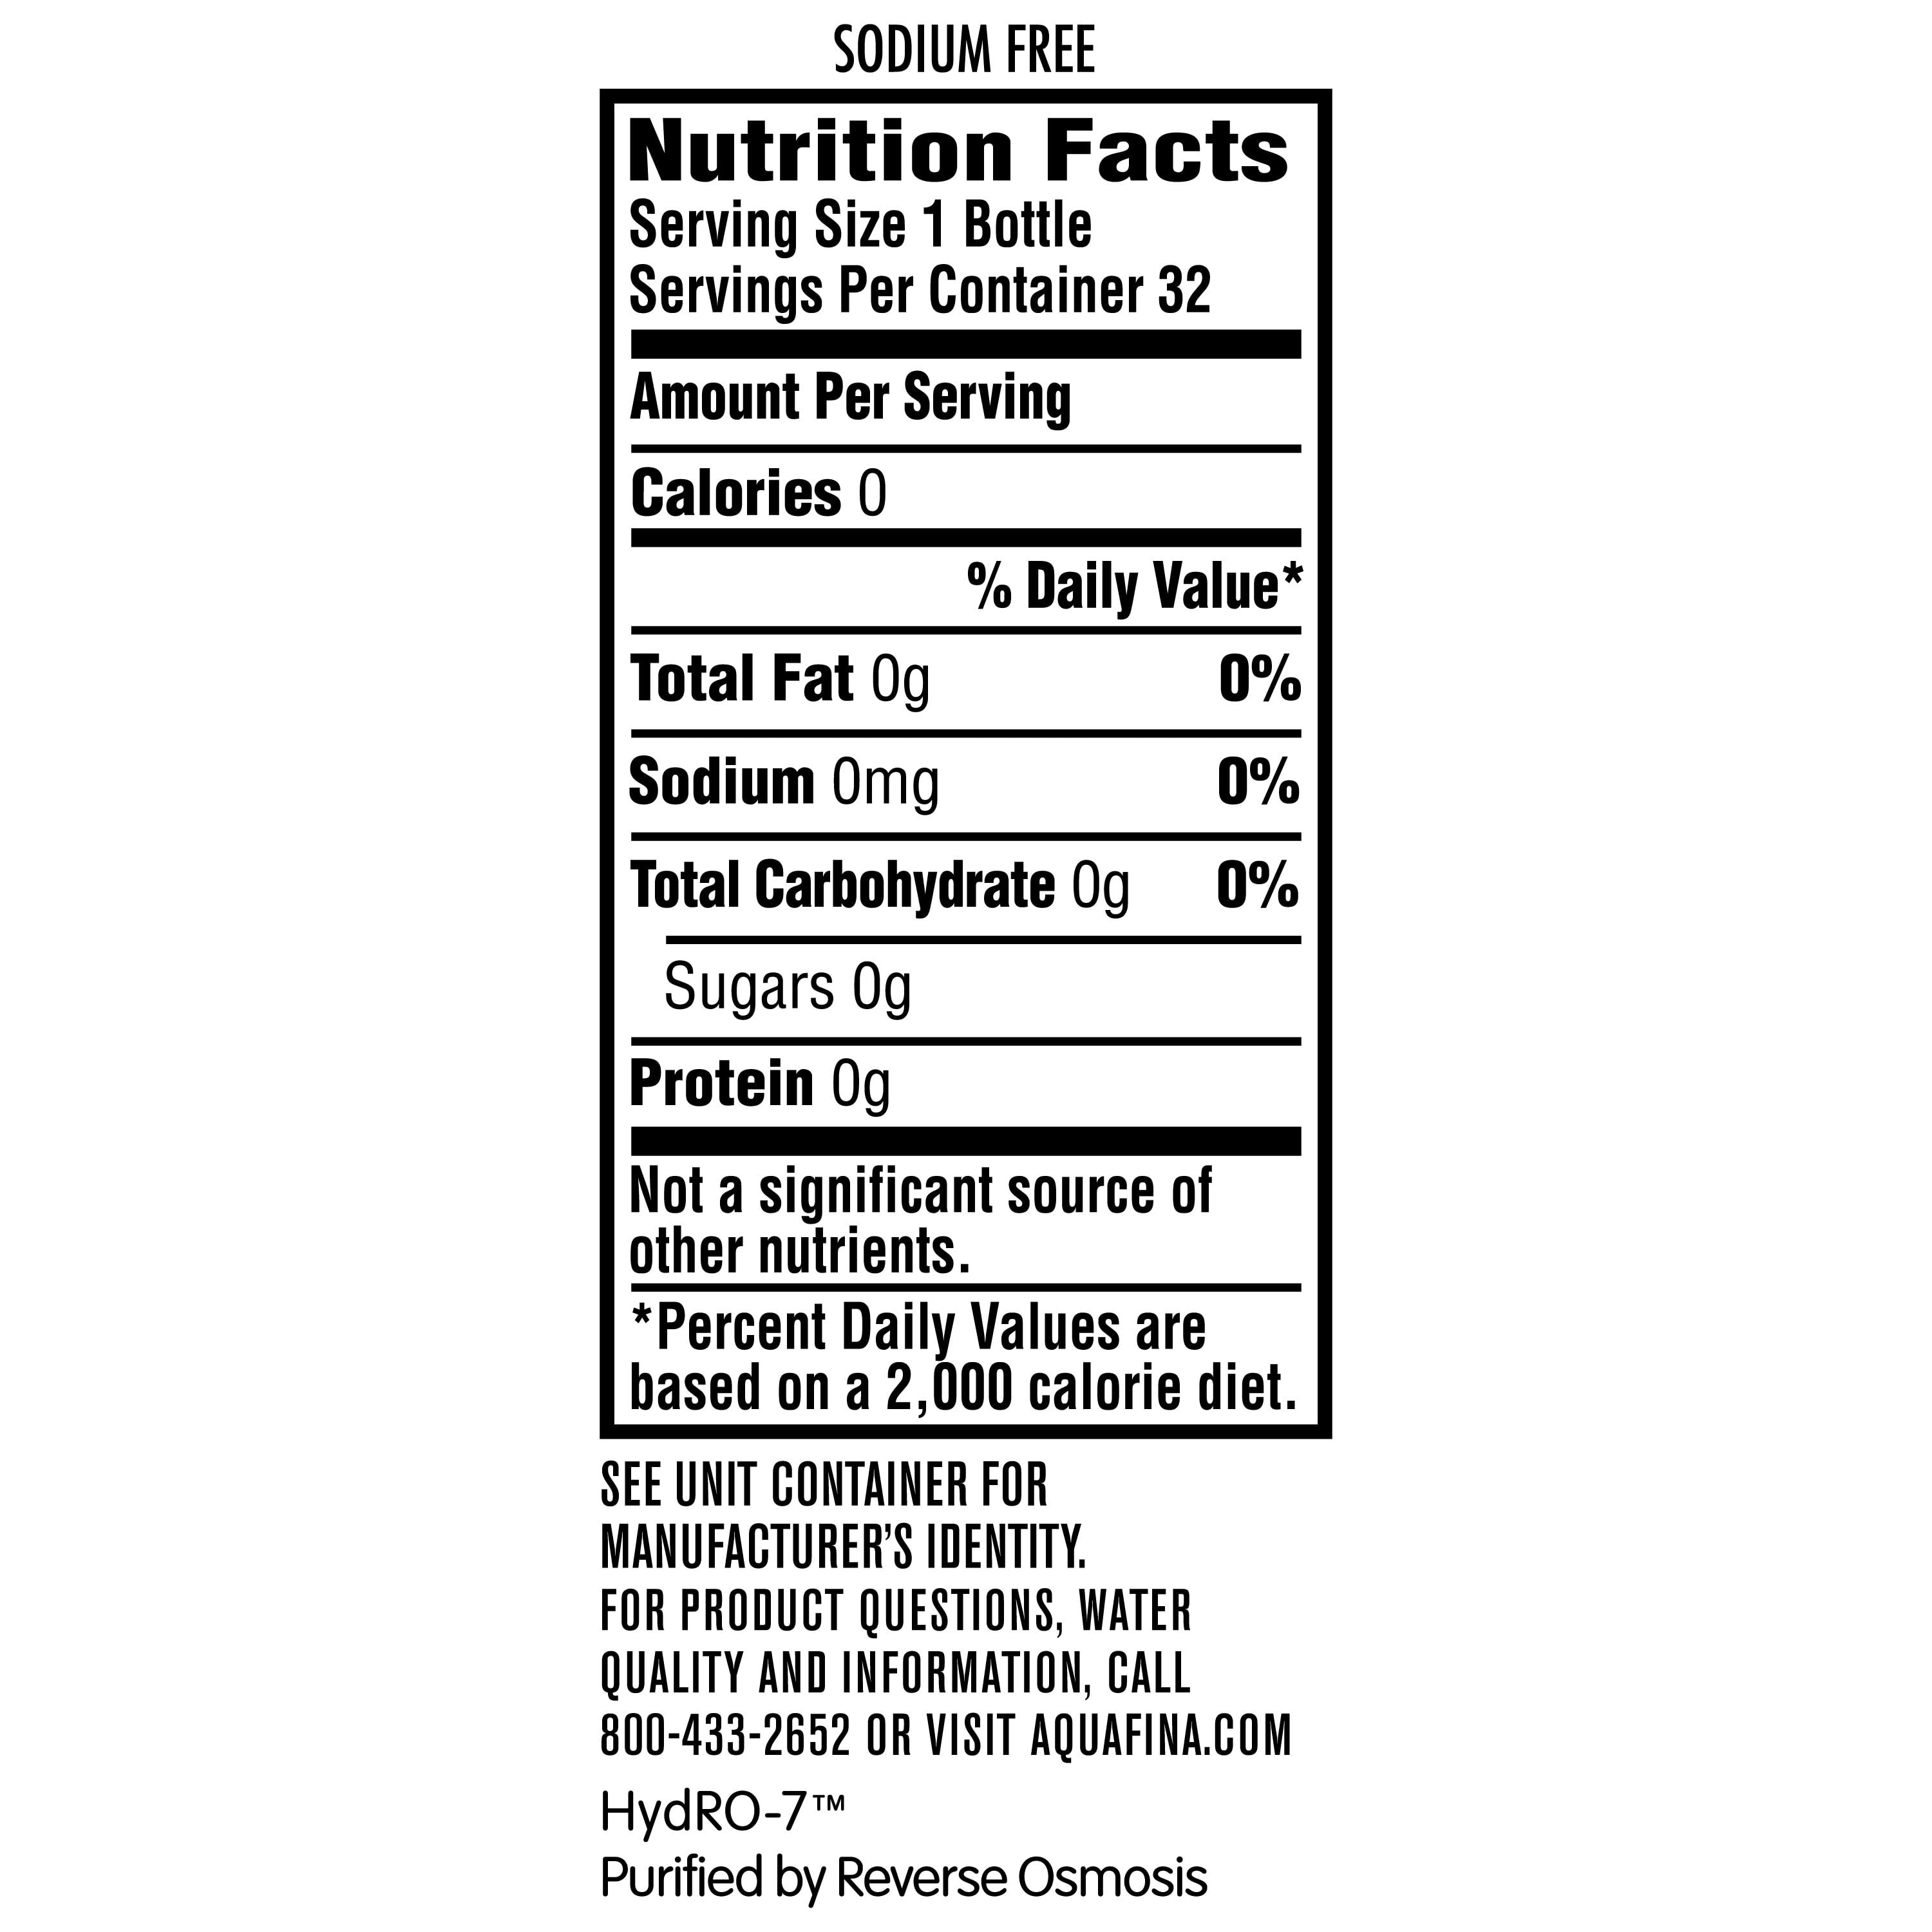 SODIUM FREE
Nutrition Facts
Serving Size 1 Bottle
Servings Per Container 32
Amount Per Serving
Calories 0
% Daily Value*
Total Fat 0g 0%
Sodium 0mg 0%
Total Carbohydrate 0g 0%
Sugars 0g
Protein 0g
Not a significant source of
other nutrients.
*Percent Daily Values are
based on a 2,000 calorie diet.
SEE UNIT CONTAINER FOR
MANUFACTURER’S IDENTITY.
FOR PRODUCT QUESTIONS, WATER
QUALITY AND INFORMATION, CALL
800-433-2652 OR VISIT AQUAFINA.COM
HydRO-7™
Purified by Reverse Osmosis